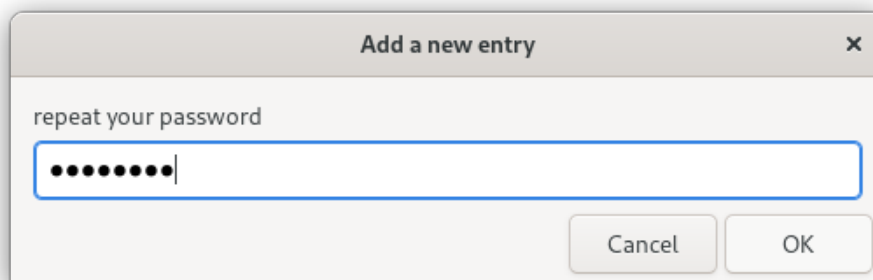 Add a new entry
repeat your password
••••••••
Cancel OK